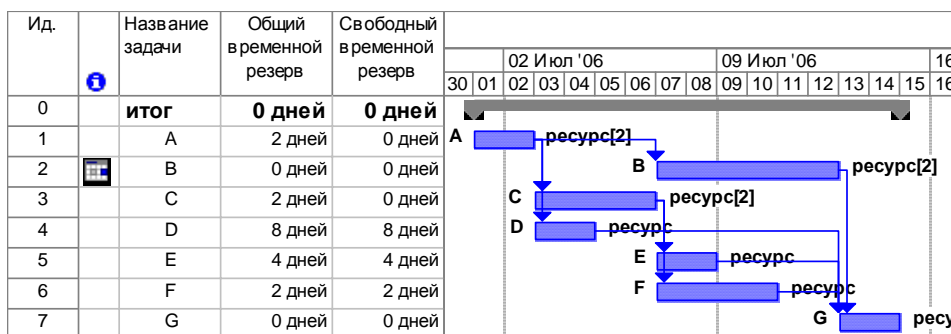 Ид. Название задачи Общий временной резерв Свободный временной резерв
02 Июл '06 09 Июл '06 16
30 01 02 03 04 05 06 07 08 09 10 11 12 13 14 15 16
0 итог 0 дней 0 дней
1 A 2 дней 0 дней A ресурс[2]
2 B 0 дней 0 дней B ресурс[2]
3 C 2 дней 0 дней C ресурс[2]
4 D 8 дней 8 дней D ресурс
5 E 4 дней 4 дней E ресурс
6 F 2 дней 2 дней F ресурс
7 G 0 дней 0 дней G ресу